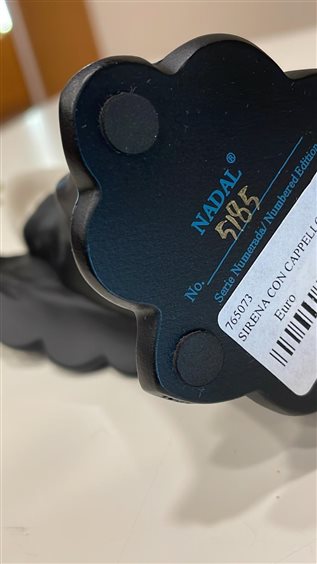 NADAL®
No. 5185
Serie Numerada/Numbered Edition
765073
SIRENA CON CAPPELL
Euro